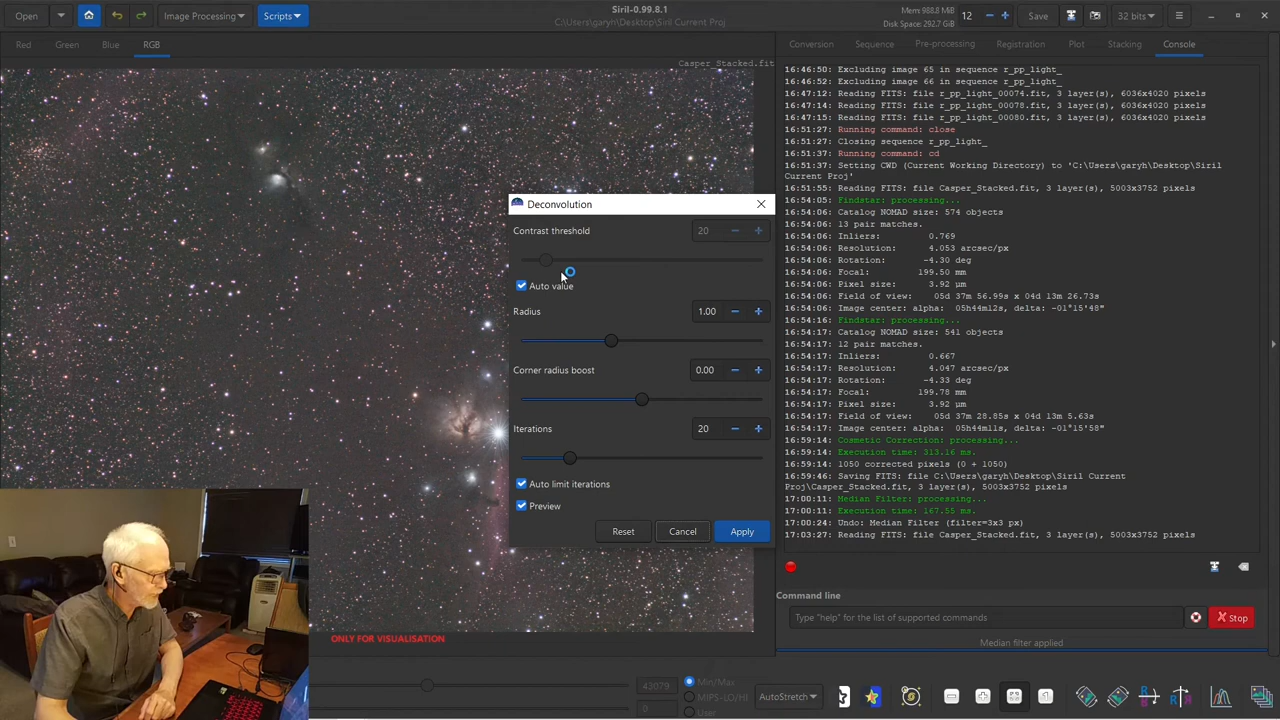 Open
Image Processing
Scripts
Siril-0.99.8.1
C:\Users\garyh\Desktop\Siril Current Proj
Mem: 988.8 MiB
Disk Space: 292.7 GiB
12
Save
32 bits
Red
Green
Blue
RGB
Conversion
Sequence
Pre-processing
Registration
Plot
Stacking
Console
Casper_Stacked.fit
16:46:50: Excluding image 65 in sequence r_pp_light_
16:46:52: Excluding image 66 in sequence r_pp_light_
16:47:12: Reading FITS: file r_pp_light_00074.fit, 3 layer(s), 6036x4020 pixels
16:47:14: Reading FITS: file r_pp_light_00078.fit, 3 layer(s), 6036x4020 pixels
16:47:15: Reading FITS: file r_pp_light_00080.fit, 3 layer(s), 6036x4020 pixels
16:51:27: Running command: close
16:51:27: Closing sequence r_pp_light_
16:51:37: Running command: cd
16:51:37: Setting CWD (Current Working Directory) to 'C:\Users\garyh\Desktop\Siril
Current Proj'
16:51:55: Reading FITS: file Casper_Stacked.fit, 3 layer(s), 5003x3752 pixels
16:54:05: Findstar: processing...
16:54:06: Catalog NOMAD size: 574 objects
16:54:06: 13 pair matches.
16:54:06: Inliers: 0.769
16:54:06: Resolution: 4.053 arcsec/px
16:54:06: Rotation: -4.30 deg
16:54:06: Focal: 199.50 mm
16:54:06: Pixel size: 3.92 µm
16:54:06: Field of view: 05d 37m 56.99s x 04d 13m 26.73s
16:54:06: Image center: alpha: 05h44m12s, delta: -01°15'48"
16:54:16: Findstar: processing...
16:54:17: Catalog NOMAD size: 541 objects
16:54:17: 12 pair matches.
16:54:17: Inliers: 0.667
16:54:17: Resolution: 4.047 arcsec/px
16:54:17: Rotation: -4.33 deg
16:54:17: Focal: 199.78 mm
16:54:17: Pixel size: 3.92 µm
16:54:17: Field of view: 05d 37m 28.85s x 04d 13m 5.63s
16:54:17: Image center: alpha: 05h44m11s, delta: -01°15'58"
16:59:14: Cosmetic Correction: processing...
16:59:14: Execution time: 313.16 ms.
16:59:14: 1050 corrected pixels (0 + 1050)
16:59:46: Saving FITS: file C:\Users\garyh\Desktop\Siril Current
Proj\Casper_Stacked.fit, 3 layer(s), 5003x3752 pixels
17:00:11: Median Filter: processing...
17:00:11: Execution time: 167.55 ms.
17:00:24: Undo: Median Filter (filter=3x3 px)
17:03:27: Reading FITS: file Casper_Stacked.fit, 3 layer(s), 5003x3752 pixels
Deconvolution
Contrast threshold
20
Auto value
Radius
1.00
Corner radius boost
0.00
Iterations
20
Auto limit iterations
Preview
Reset
Cancel
Apply
Command line
Type "help" for the list of supported commands
Stop
ONLY FOR VISUALISATION
Median filter applied
43079
0
Min/Max
MIPS-LO/HI
User
AutoStretch
1